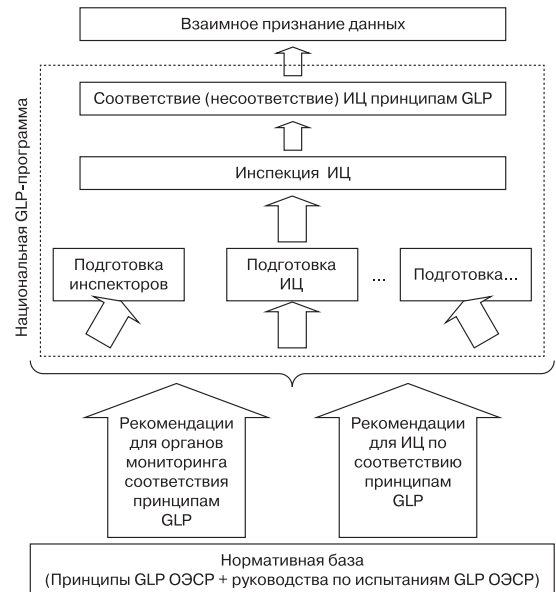 Взаимное признание данных
Национальная GLP-программа
Соответствие (несоответствие) ИЦ принципам GLP
Инспекция ИЦ
Подготовка
инспекторов
Подготовка
ИЦ
...
Подготовка...
Рекомендации
для органов
мониторинга
соответствия
принципам
GLP
Рекомендации
для ИЦ по
соответствию
принципам
GLP
Нормативная база
(Принципы GLP ОЭСР + руководства по испытаниям GLP ОЭСР)